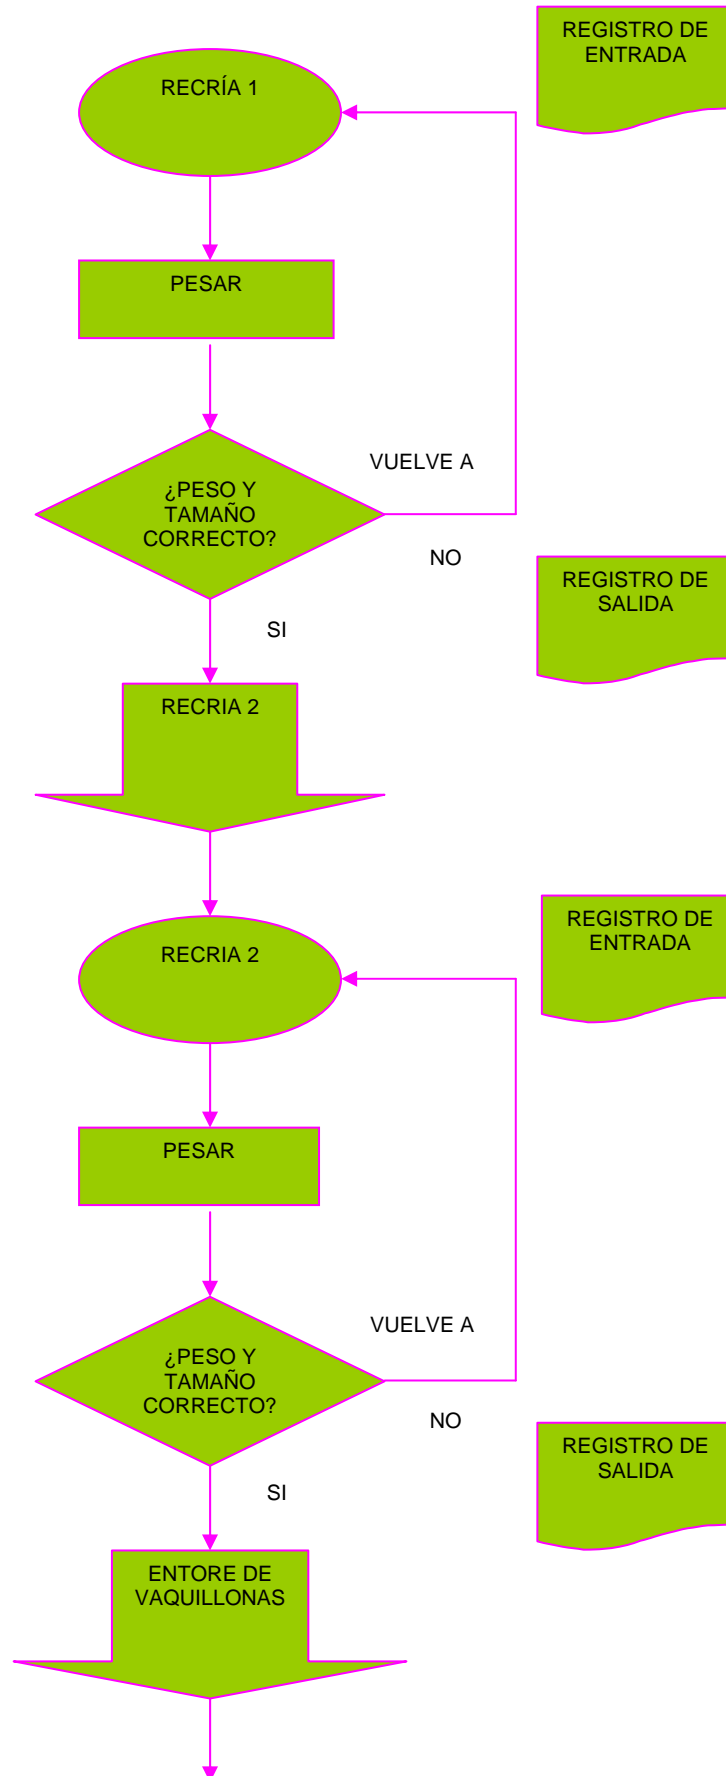 REGISTRO DE
ENTRADA
RECRÍA 1
PESAR
VUELVE A
¿PESO Y
TAMAÑO
CORRECTO?
NO
REGISTRO DE
SALIDA
SI
RECRIA 2
REGISTRO DE
ENTRADA
RECRIA 2
PESAR
VUELVE A
¿PESO Y
TAMAÑO
CORRECTO?
NO
REGISTRO DE
SALIDA
SI
ENTORE DE
VAQUILLONAS